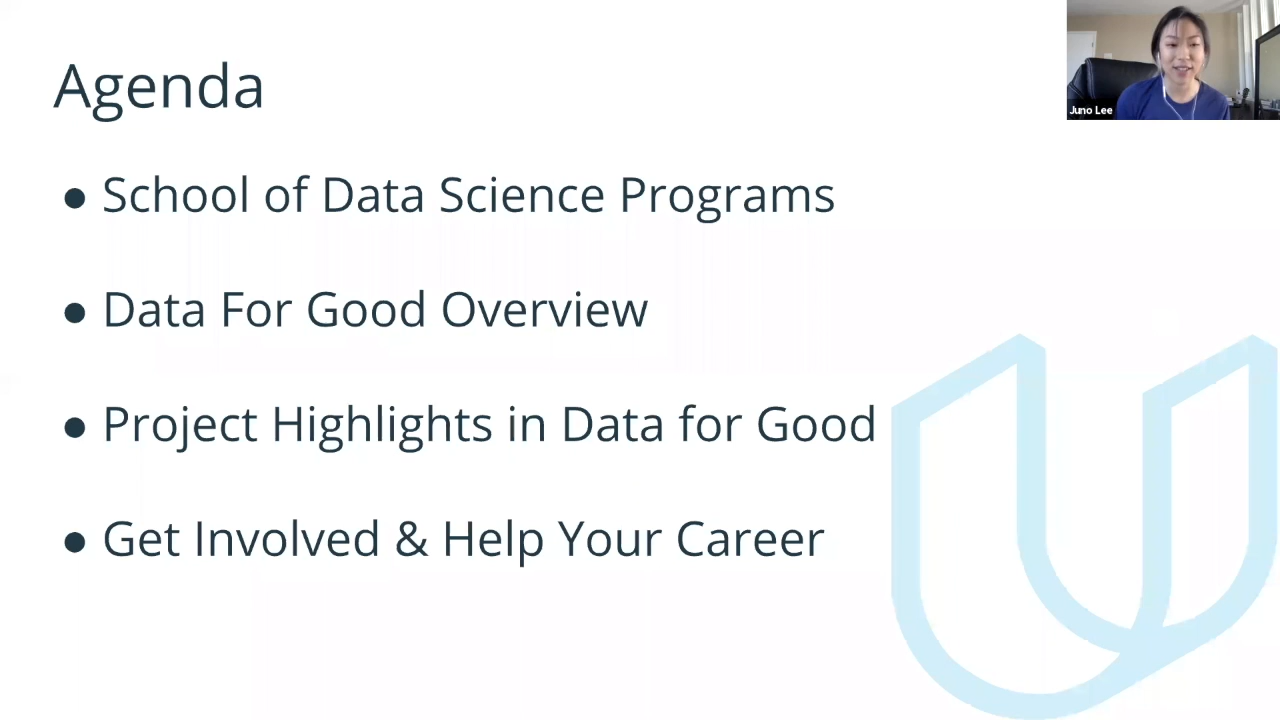 Agenda
Juno Lee
● School of Data Science Programs
● Data For Good Overview
● Project Highlights in Data for Good
● Get Involved & Help Your Career